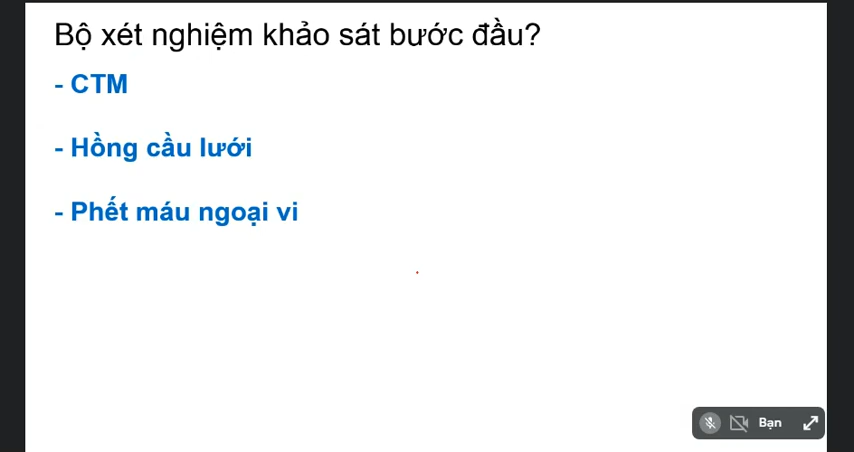 Bộ xét nghiệm khảo sát bước đầu?
- CTM
- Hồng cầu lưới
- Phết máu ngoại vi
Bạn